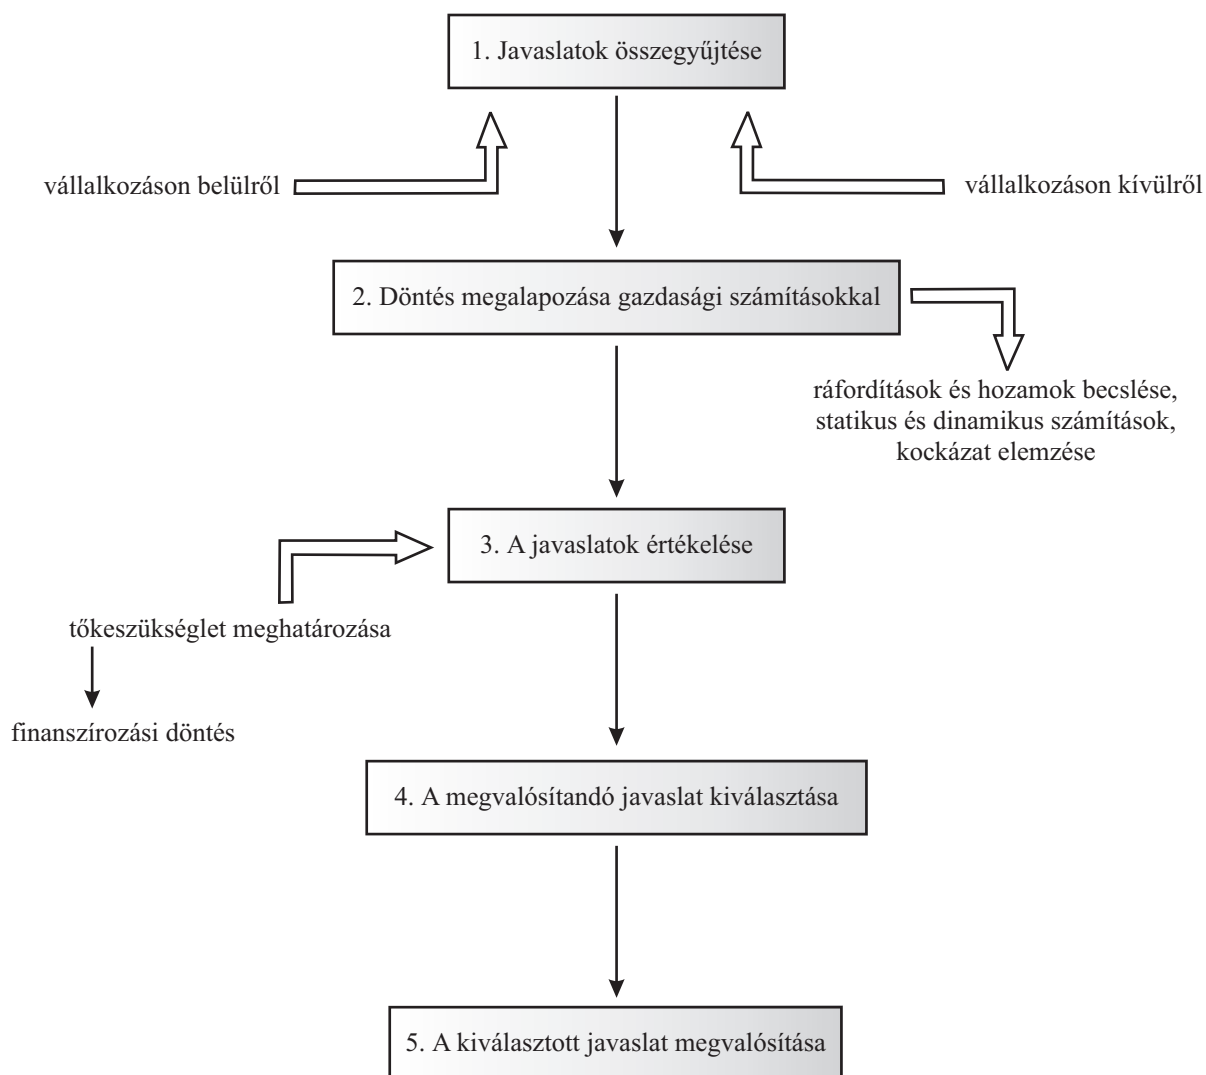 1. Javaslatok összegyűjtése
vállalkozáson belülről
vállalkozáson kívülről
2. Döntés megalapozása gazdasági számításokkal
ráfordítások és hozamok becslése,
statikus és dinamikus számítások,
kockázat elemzése
3. A javaslatok értékelése
tőkeszükséglet meghatározása
finanszírozási döntés
4. A megvalósítandó javaslat kiválasztása
5. A kiválasztott javaslat megvalósítása